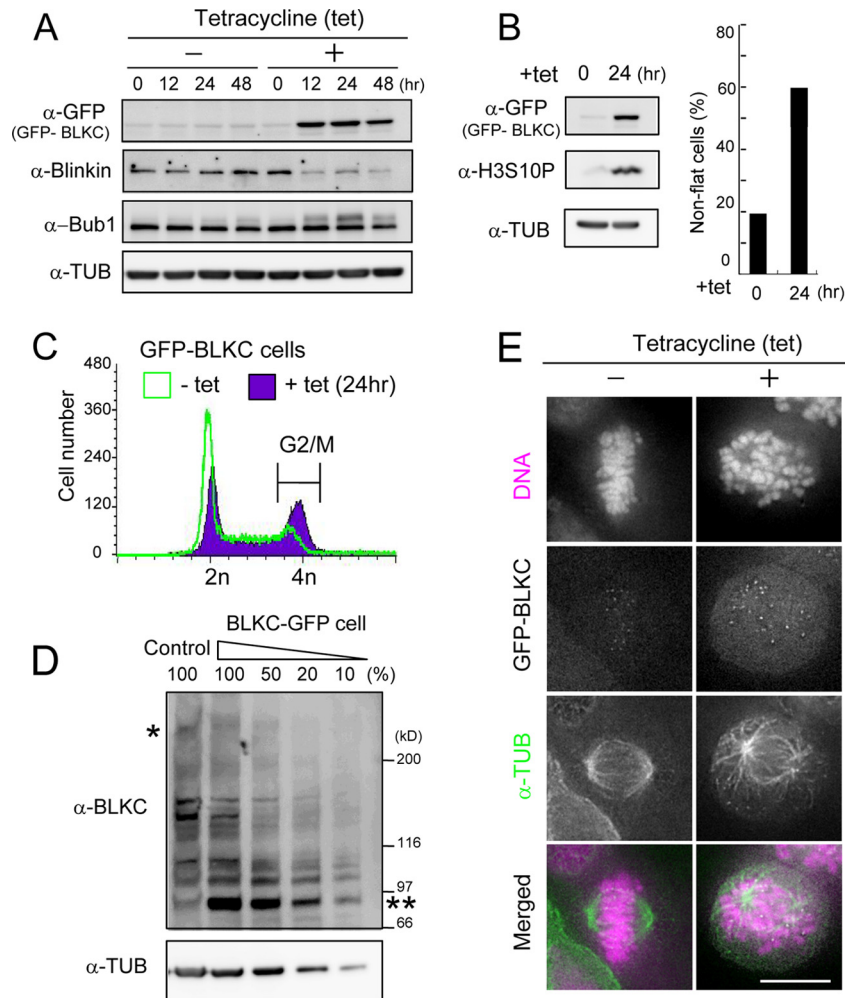 A
Tetracycline (tet)
− +
0 12 24 48 0 12 24 48 (hr)
α-GFP
(GFP- BLKC)
α-Blinkin
α–Bub1
α-TUB
B
+tet 0 24 (hr)
α-GFP
(GFP- BLKC)
α-H3S10P
α-TUB
Non-flat cells (%)
80
60
40
20
0
+tet 0 24 (hr)
C
GFP-BLKC cells
- tet + tet (24hr)
G2/M
Cell number
480
360
240
120
0
2n 4n
D
BLKC-GFP cell
Control
100 100 50 20 10 (%)
*
(kD)
200
α-BLKC
116
97
**
66
α-TUB
E
Tetracycline (tet)
− +
DNA
GFP-BLKC
α-TUB
Merged